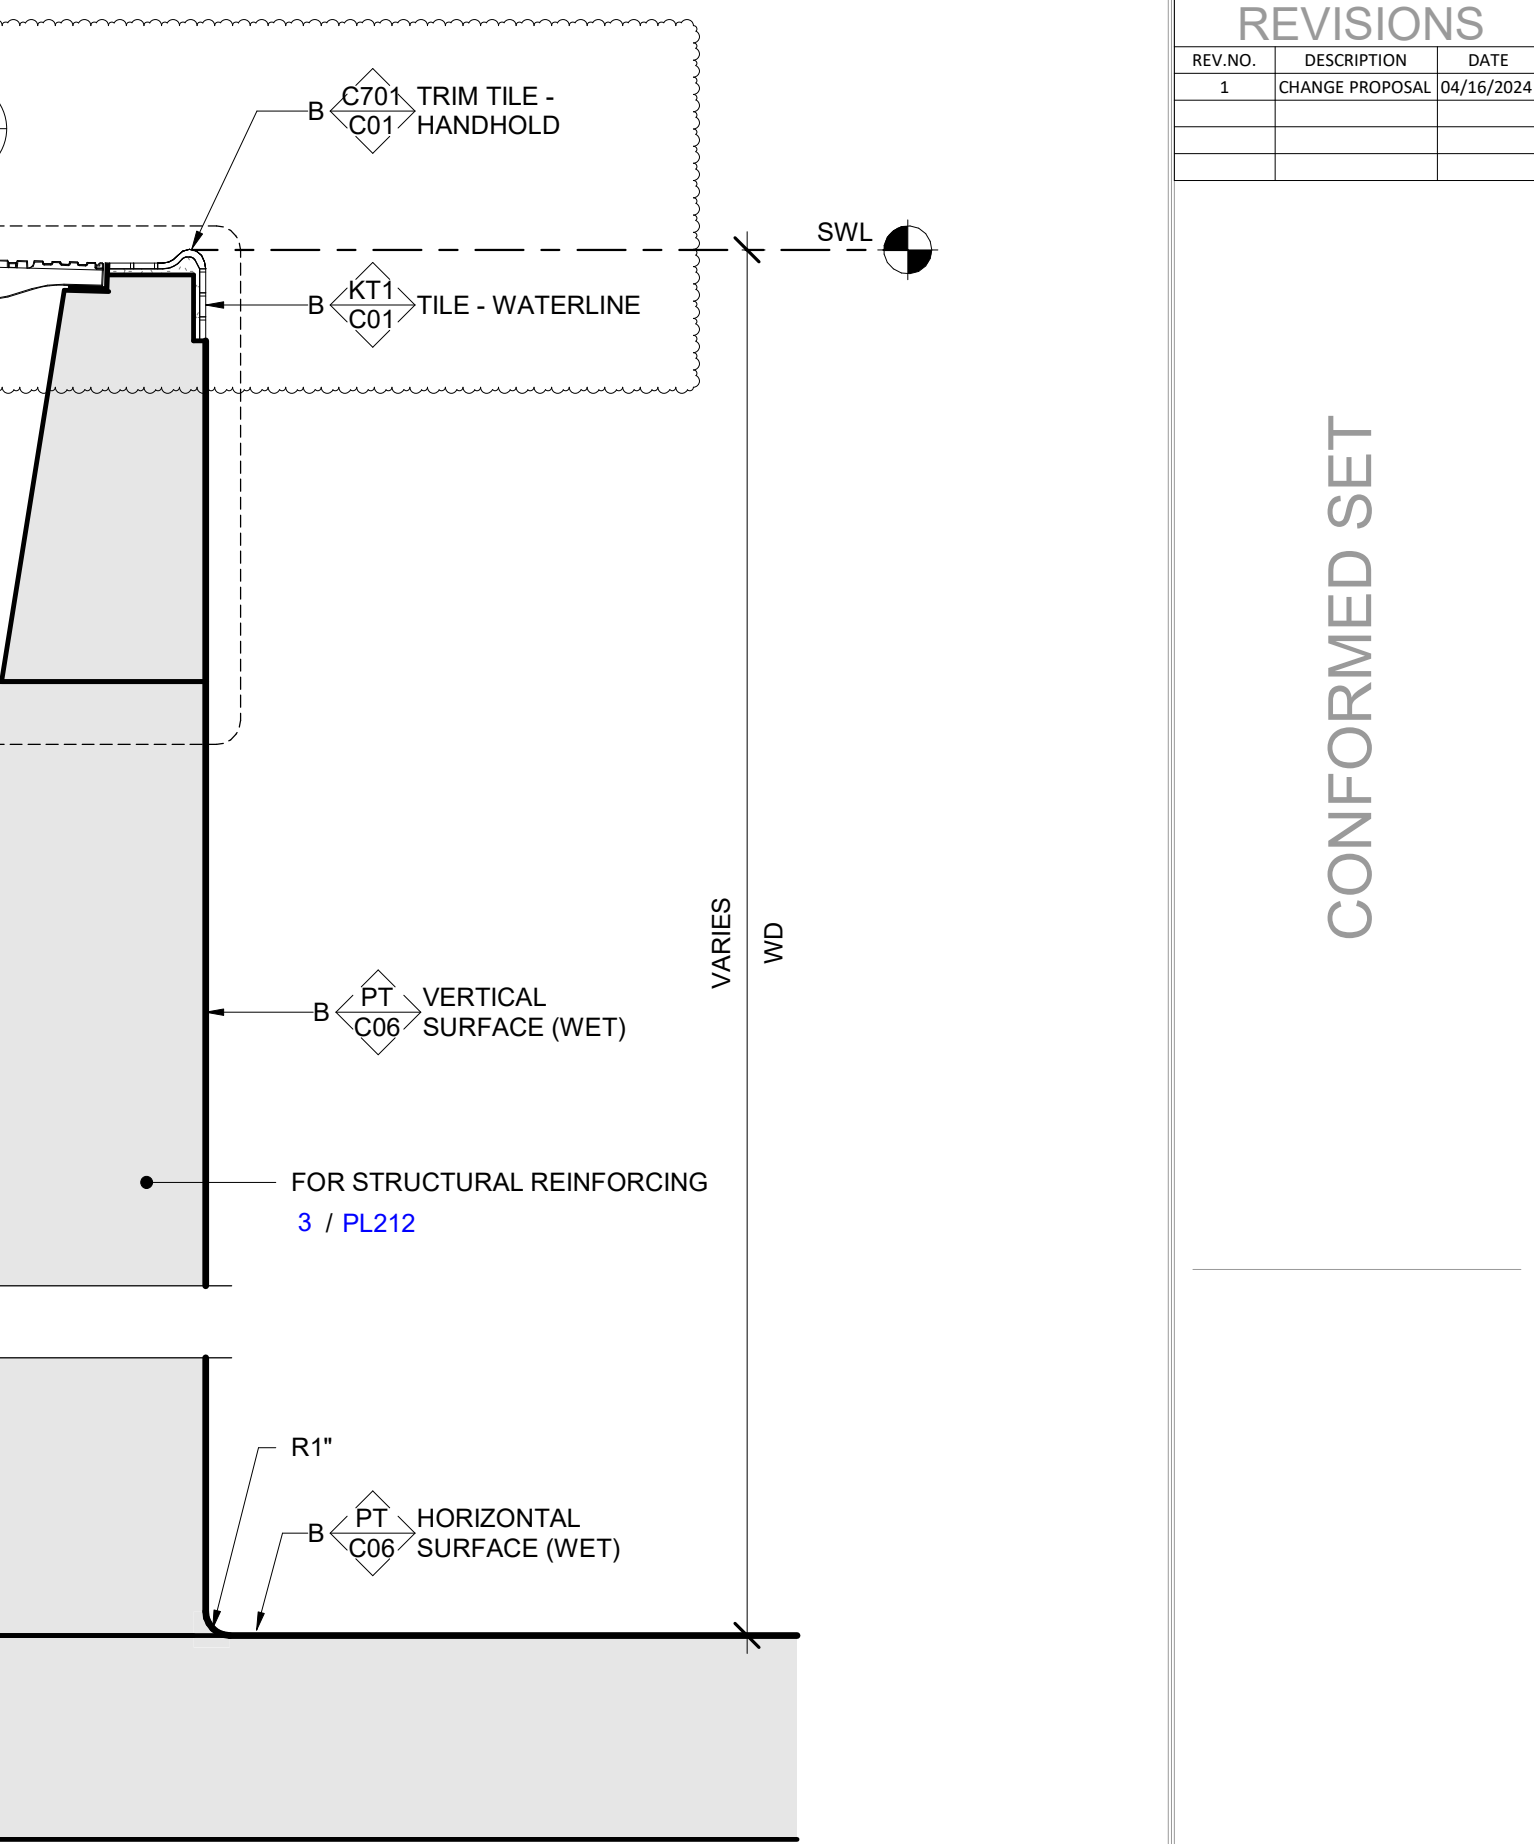 REVISIONS
REV.NO. DESCRIPTION DATE
1 CHANGE PROPOSAL 04/16/2024
B C701 TRIM TILE -
C01 HANDHOLD
SWL
B KT1 TILE - WATERLINE
C01
CONFORMED SET
VARIES
WD
B PT VERTICAL
C06 SURFACE (WET)
FOR STRUCTURAL REINFORCING
3 / PL212
R1"
B PT HORIZONTAL
C06 SURFACE (WET)